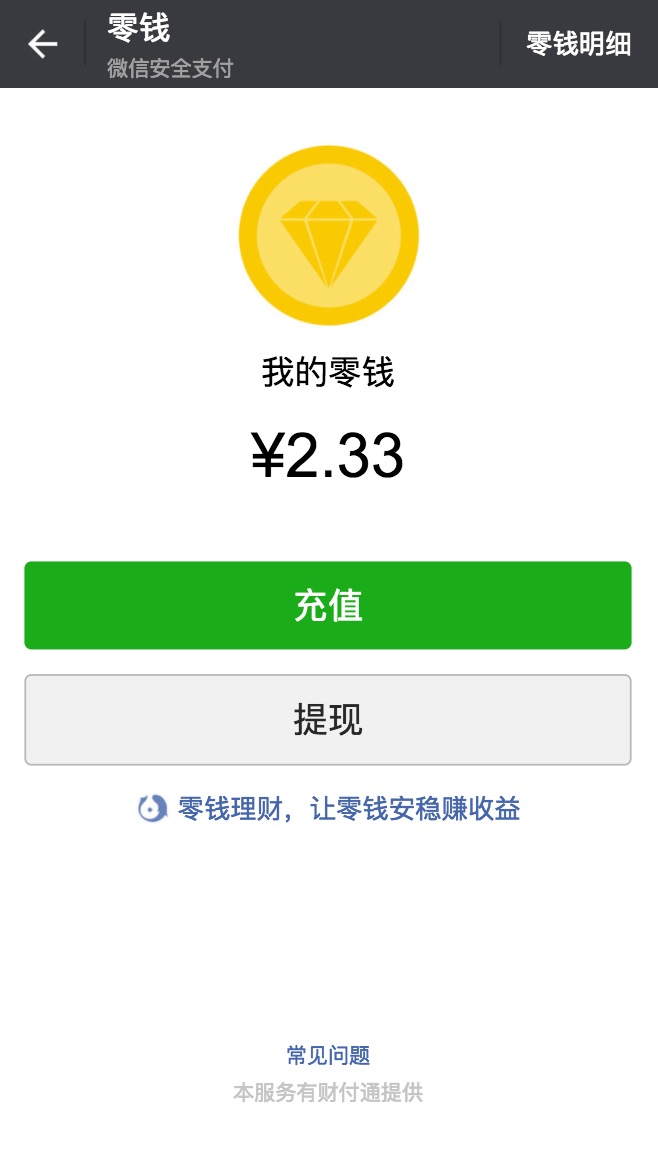 零钱
微信安全支付
零钱明细
我的零钱
¥2.33
充值
提现
零钱理财，让零钱安稳赚收益
常见问题
本服务有财付通提供